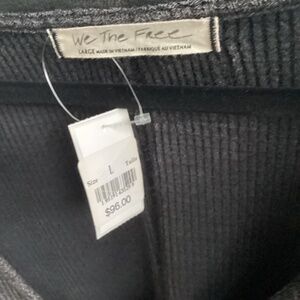 We The Free
LARGE MADE IN VIETNAM / FABRIQUÉ AU VIETNAM
Size L Taille
$96.00